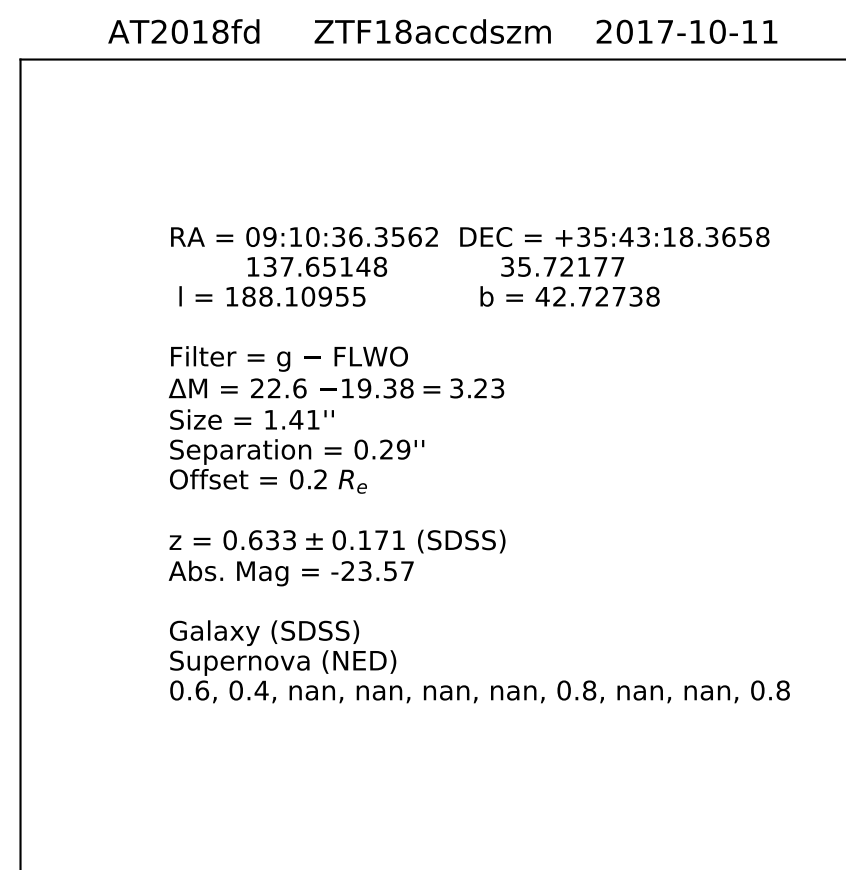 AT2018fd ZTF18accdszm 2017-10-11
RA = 09:10:36.3562 DEC = +35:43:18.3658
137.65148 35.72177
l = 188.10955 b = 42.72738
Filter = g − FLWO
ΔM = 22.6 −19.38 = 3.23
Size = 1.41''
Separation = 0.29''
Offset = 0.2 Re
z = 0.633 ± 0.171 (SDSS)
Abs. Mag = -23.57
Galaxy (SDSS)
Supernova (NED)
0.6, 0.4, nan, nan, nan, nan, 0.8, nan, nan, 0.8